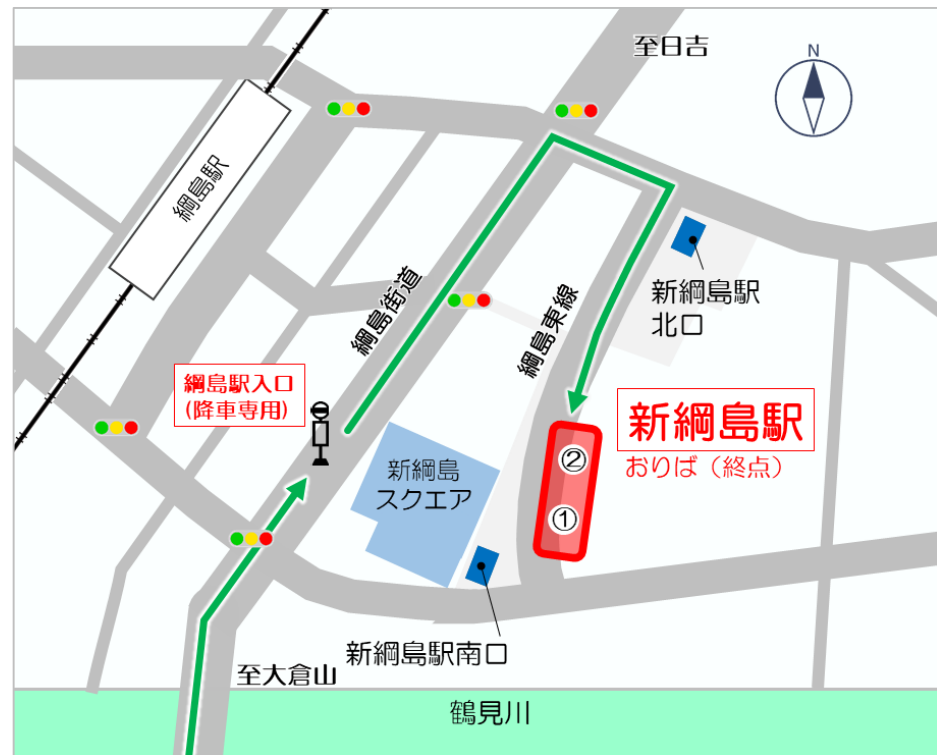 至日吉
N
綱島駅
綱島街道
綱島東線
新綱島駅
北口
綱島駅入口
(降車専用)
新綱島駅
おりば（終点）
②
①
新綱島
スクエア
新綱島駅南口
至大倉山
鶴見川